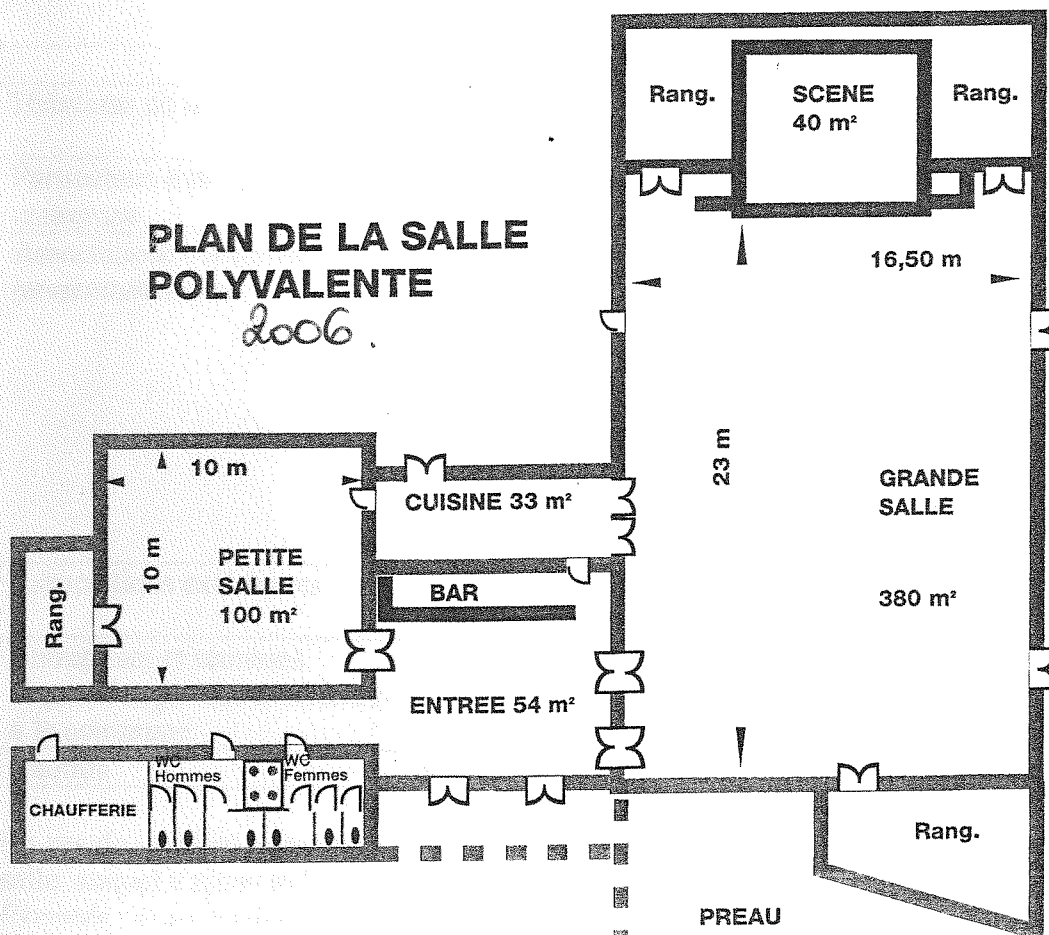 PLAN DE LA SALLE
POLYVALENTE
2006.
Rang.
SCENE
40 m²
Rang.
16,50 m
23 m
GRANDE
SALLE
380 m²
10 m
10 m
PETITE
SALLE
100 m²
Rang.
CUISINE 33 m²
BAR
ENTREE 54 m²
CHAUFFERIE
WC
Hommes
WC
Femmes
Rang.
PREAU